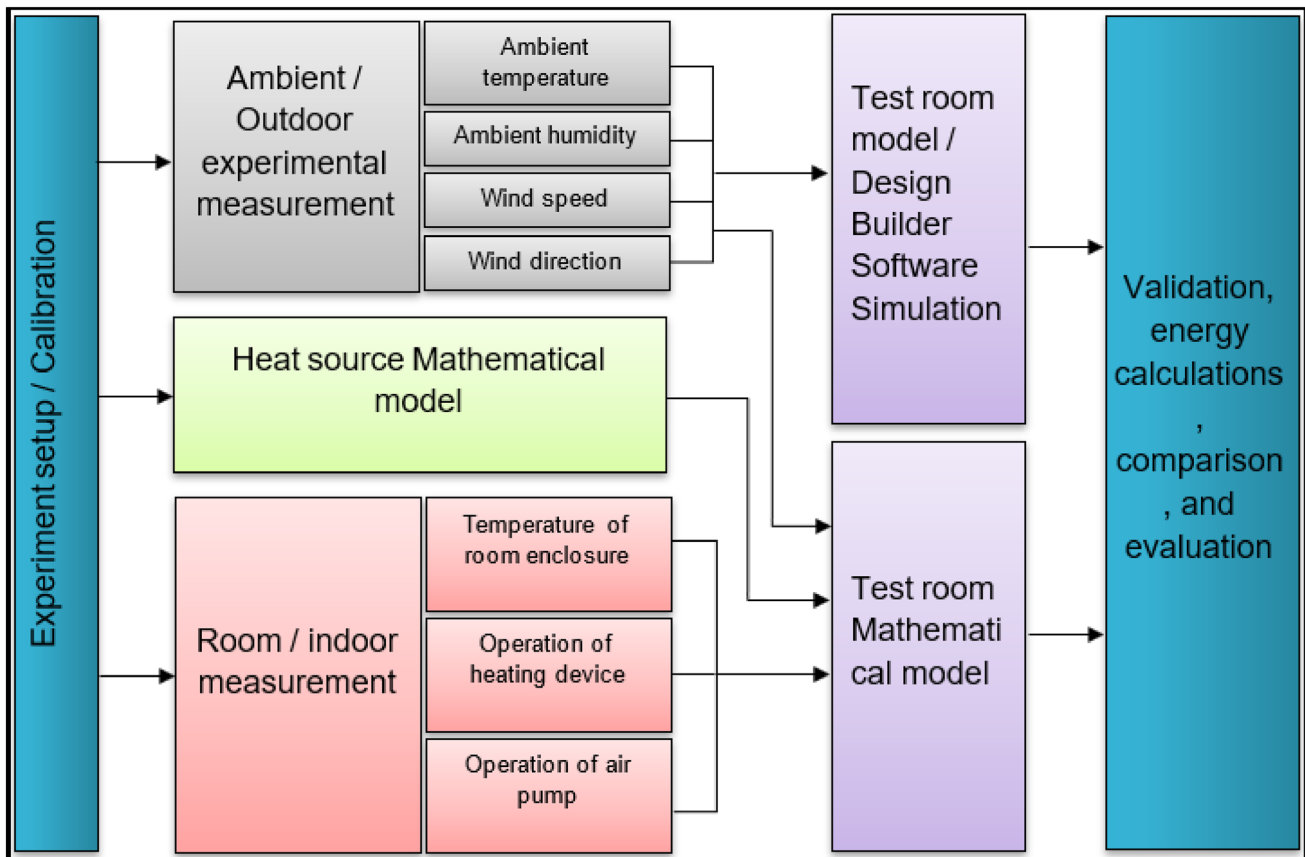 Experiment setup / Calibration
Ambient /
Outdoor
experimental
measurement
Ambient
temperature
Ambient humidity
Wind speed
Wind direction
Heat source Mathematical
model
Room / indoor
measurement
Temperature of
room enclosure
Operation of
heating device
Operation of air
pump
Test room
model /
Design
Builder
Software
Simulation
Test room
Mathemati
cal model
Validation,
energy
calculations
,
comparison
, and
evaluation